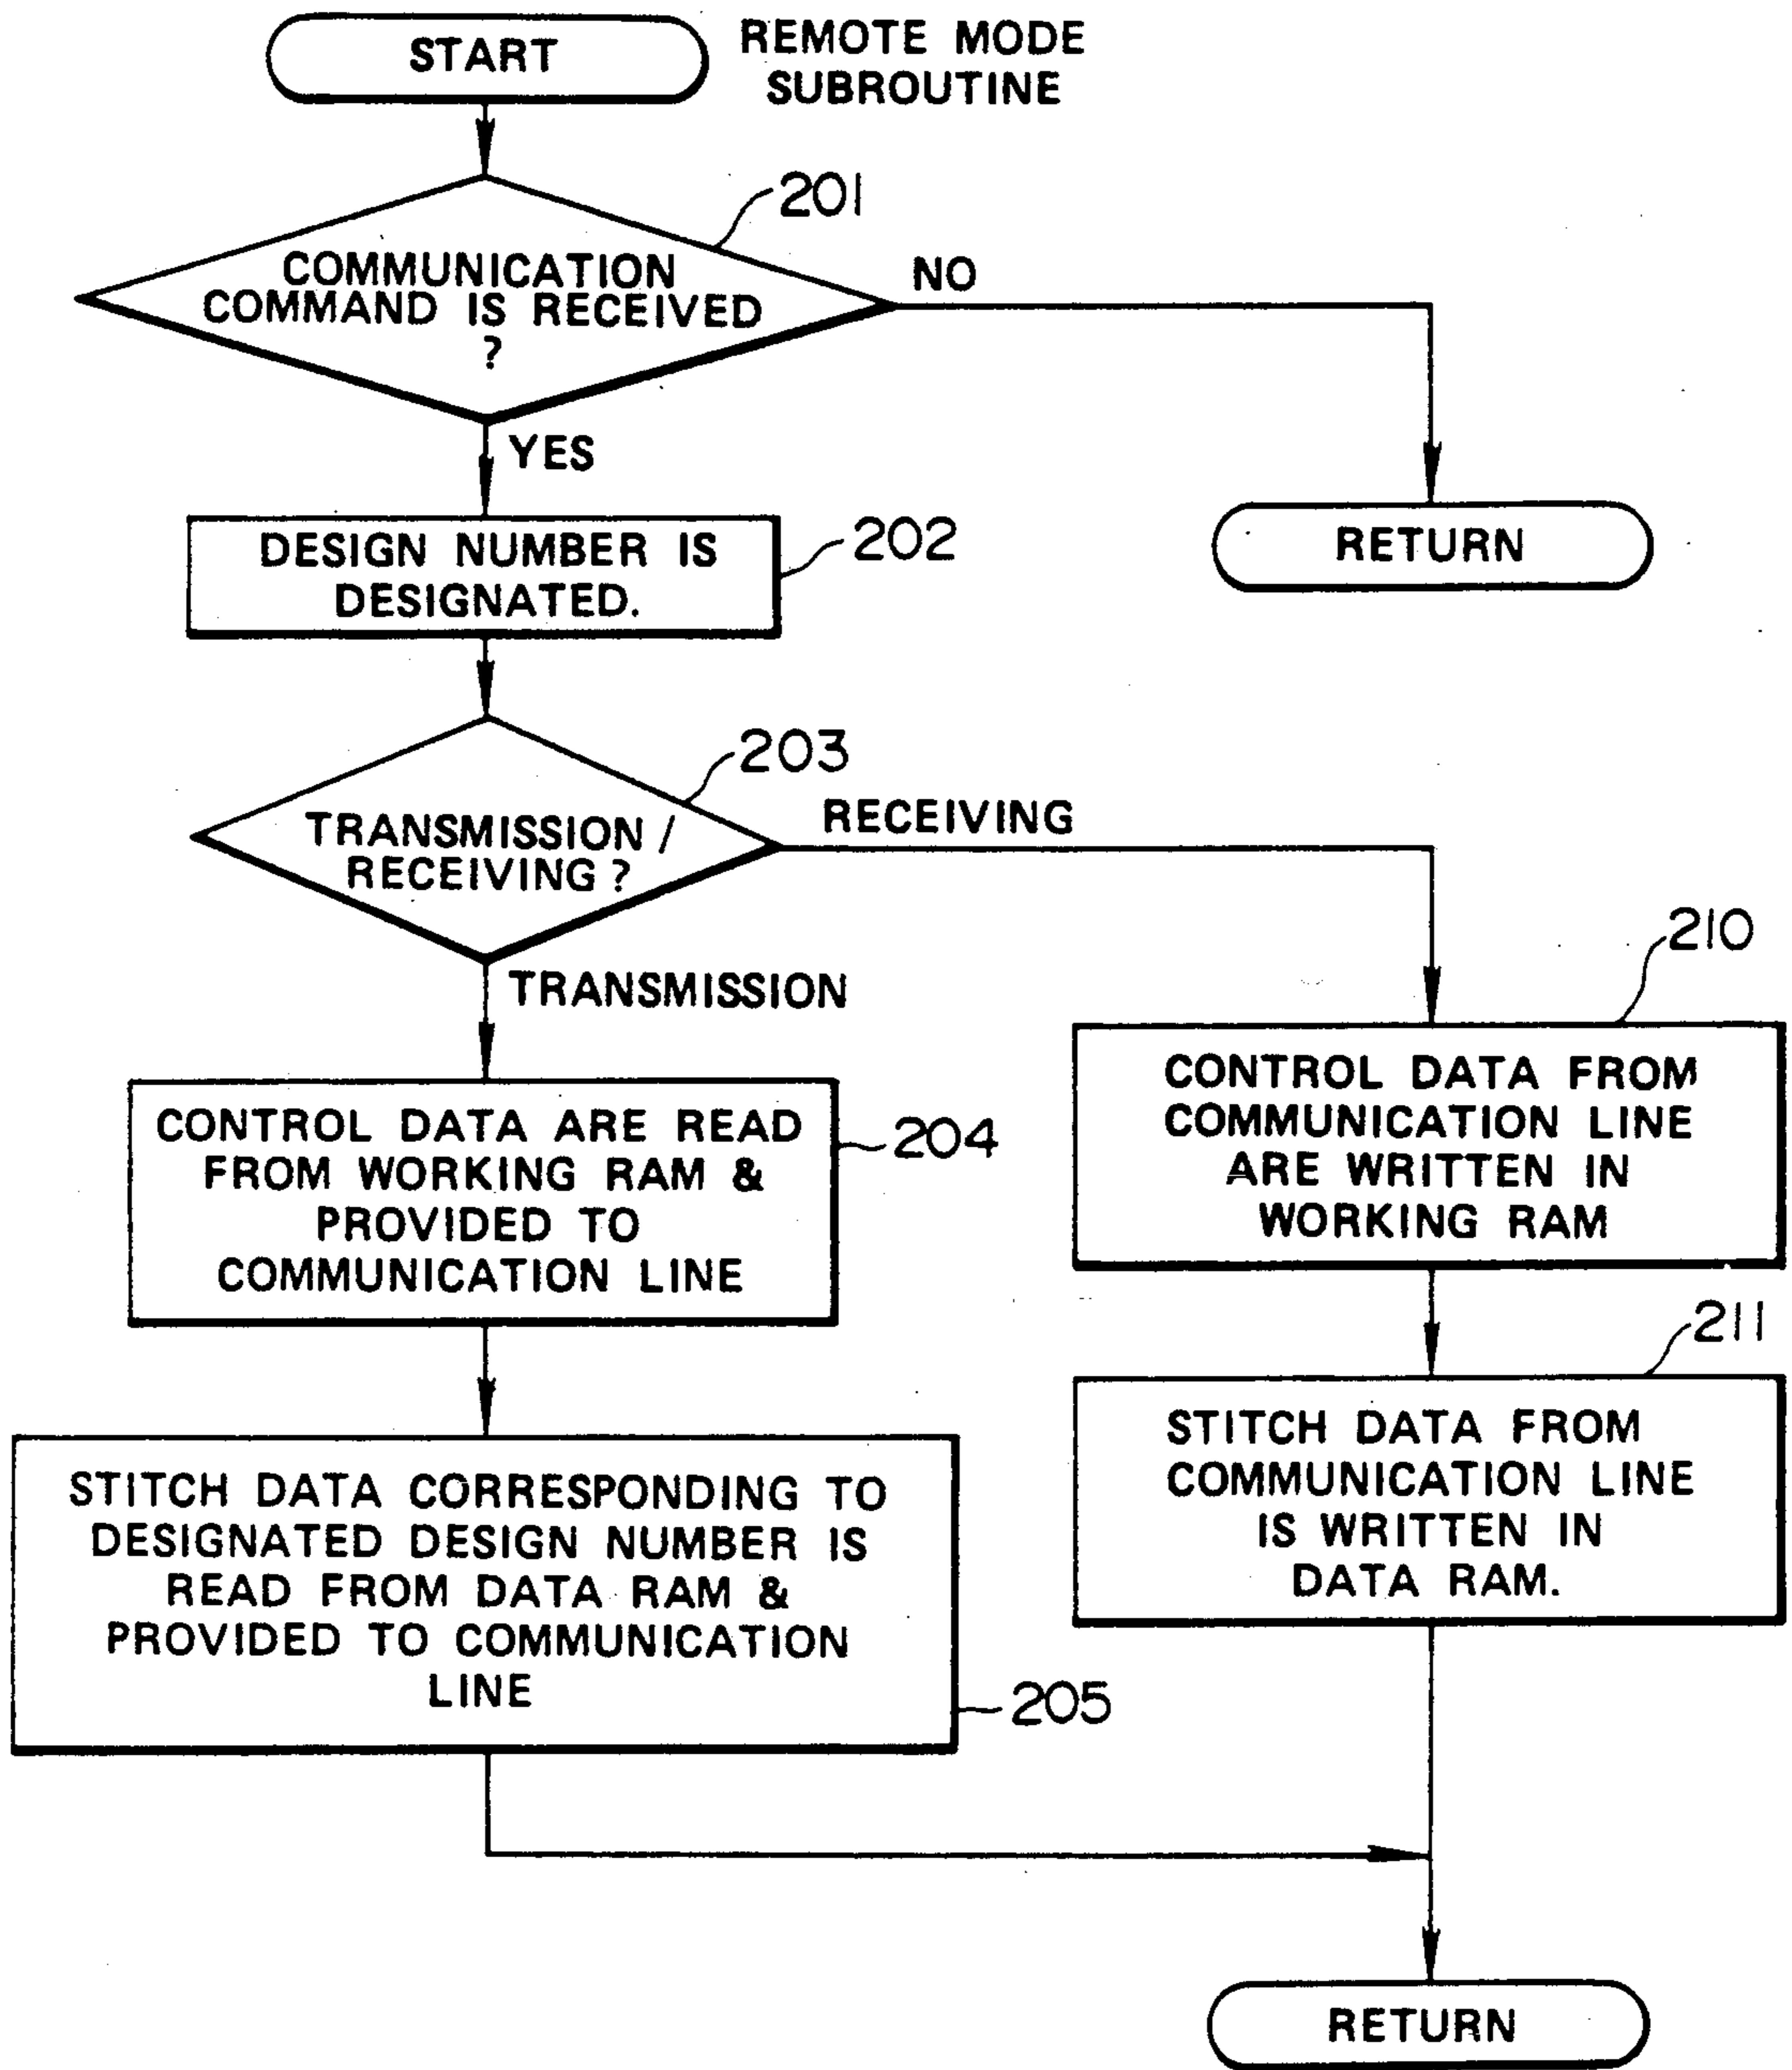 START
REMOTE MODE
SUBROUTINE
201
COMMUNICATION
COMMAND IS RECEIVED
?
NO
YES
RETURN
DESIGN NUMBER IS
DESIGNATED.
202
203
TRANSMISSION /
RECEIVING ?
RECEIVING
TRANSMISSION
210
CONTROL DATA FROM
COMMUNICATION LINE
ARE WRITTEN IN
WORKING RAM
CONTROL DATA ARE READ
FROM WORKING RAM &
PROVIDED TO
COMMUNICATION LINE
204
211
STITCH DATA FROM
COMMUNICATION LINE
IS WRITTEN IN
DATA RAM.
STITCH DATA CORRESPONDING TO
DESIGNATED DESIGN NUMBER IS
READ FROM DATA RAM &
PROVIDED TO COMMUNICATION
LINE
205
RETURN